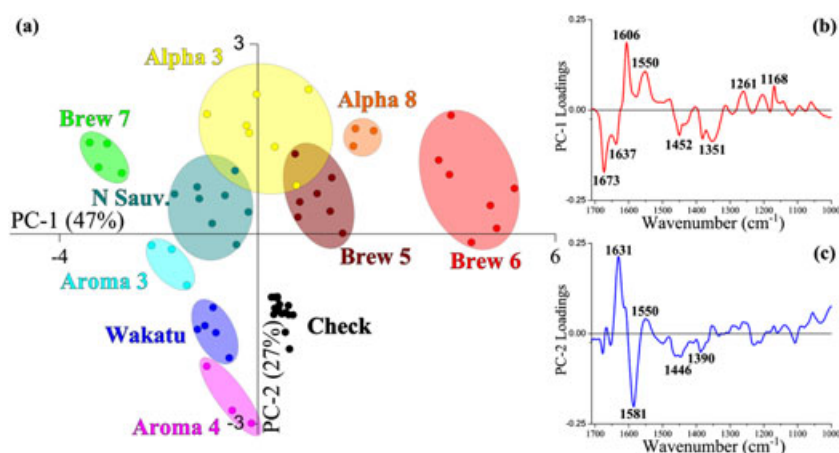 (a)
3
Alpha 3
Alpha 8
Brew 7
N Sauv.
PC-1 (47%)
-4
6
Aroma 3
Brew 5
Brew 6
Wakatu
Check
PC-2 (27%)
Aroma 4
-3
(b)
0.25
1606
1550
1261
1168
PC-1 Loadings
0.00
1637
1673
1452
1351
-0.25
1700 1600 1500 1400 1300 1200 1100 1000
Wavenumber (cm-1)
(c)
0.25
1631
1550
PC-2 Loadings
0.00
1446
1390
1581
-0.25
1700 1600 1500 1400 1300 1200 1100 1000
Wavenumber (cm-1)